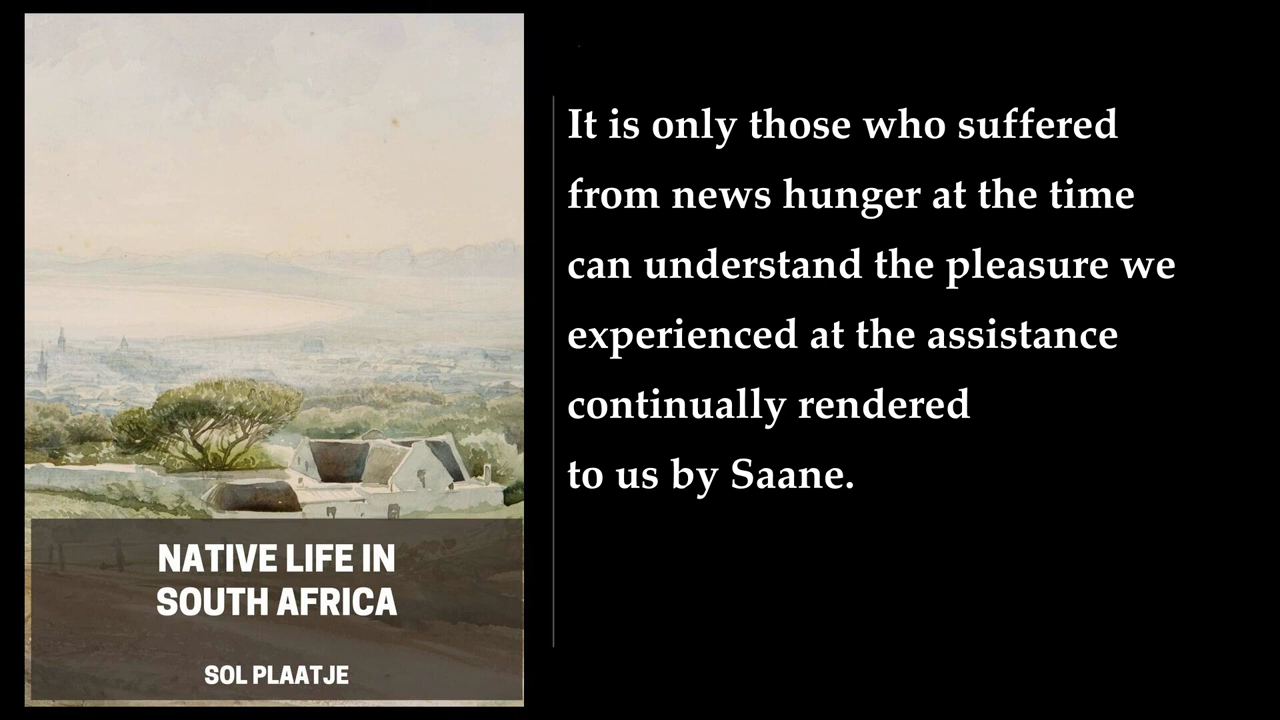 It is only those who suffered
from news hunger at the time
can understand the pleasure we
experienced at the assistance
continually rendered
to us by Saane.
NATIVE LIFE IN
SOUTH AFRICA
SOL PLAATJE